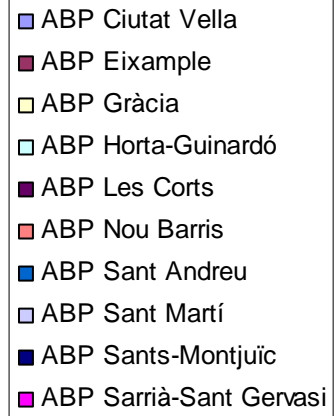 ABP Ciutat Vella
ABP Eixample
ABP Gràcia
ABP Horta-Guinardó
ABP Les Corts
ABP Nou Barris
ABP Sant Andreu
ABP Sant Martí
ABP Sants-Montjuïc
ABP Sarrià-Sant Gervasi